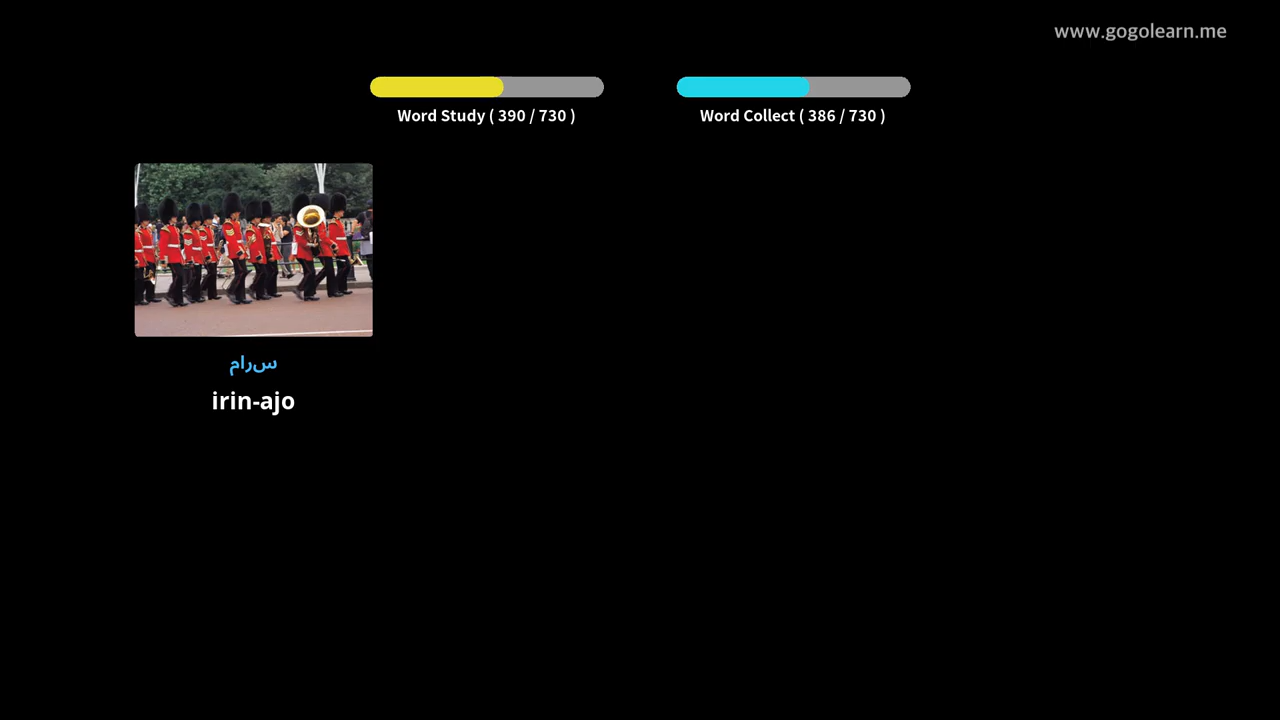 www.gogolearn.me
Word Study ( 390 / 730 )
Word Collect ( 386 / 730 )
سرام
irin-ajo